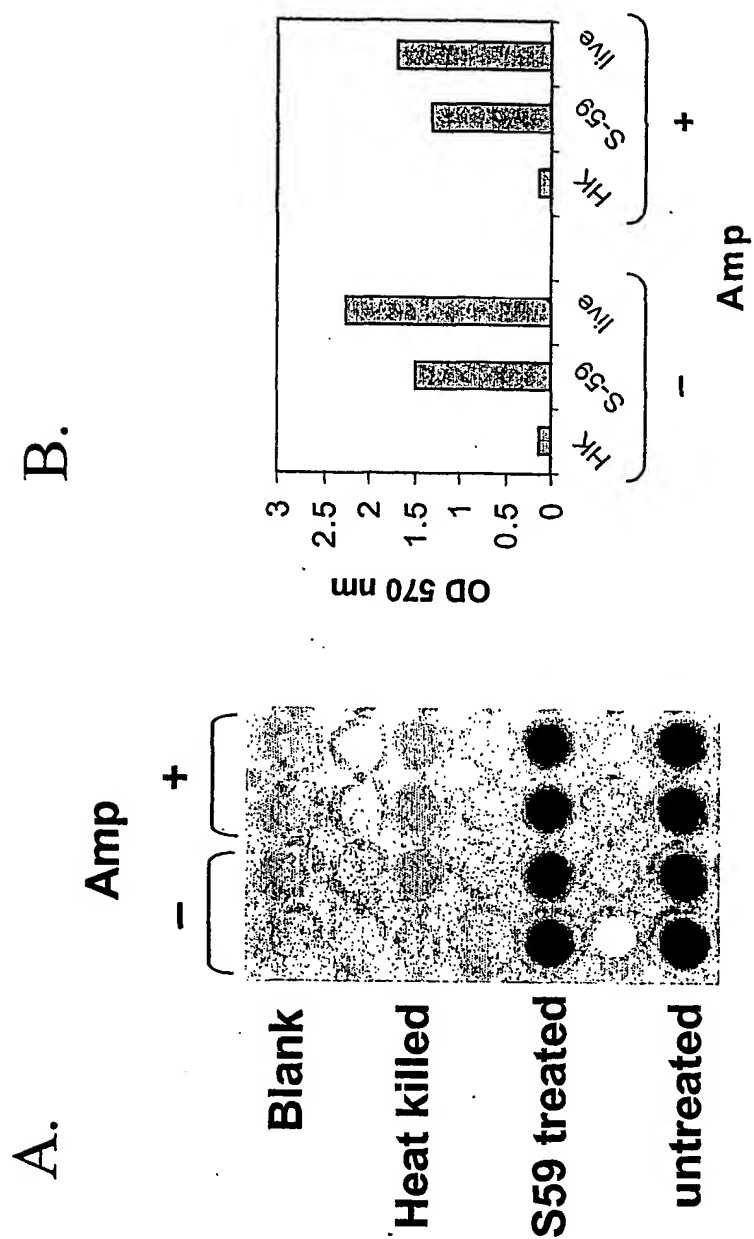 A.
Amp
− +
Blank
Heat killed
S59 treated
untreated
B.
OD 570 nm
3
2.5
2
1.5
1
0.5
0
HK S-59 live HK S-59 live
− +
Amp